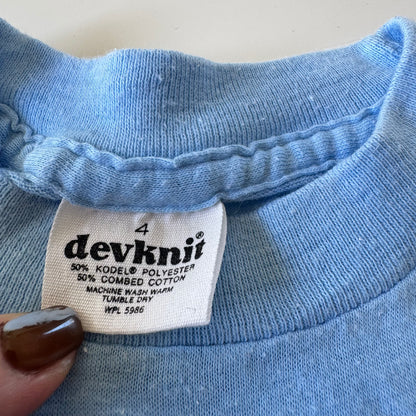 4
devknit®
50% KODEL® POLYESTER
50% COMBED COTTON
MACHINE WASH WARM
TUMBLE DRY
WPL 5986